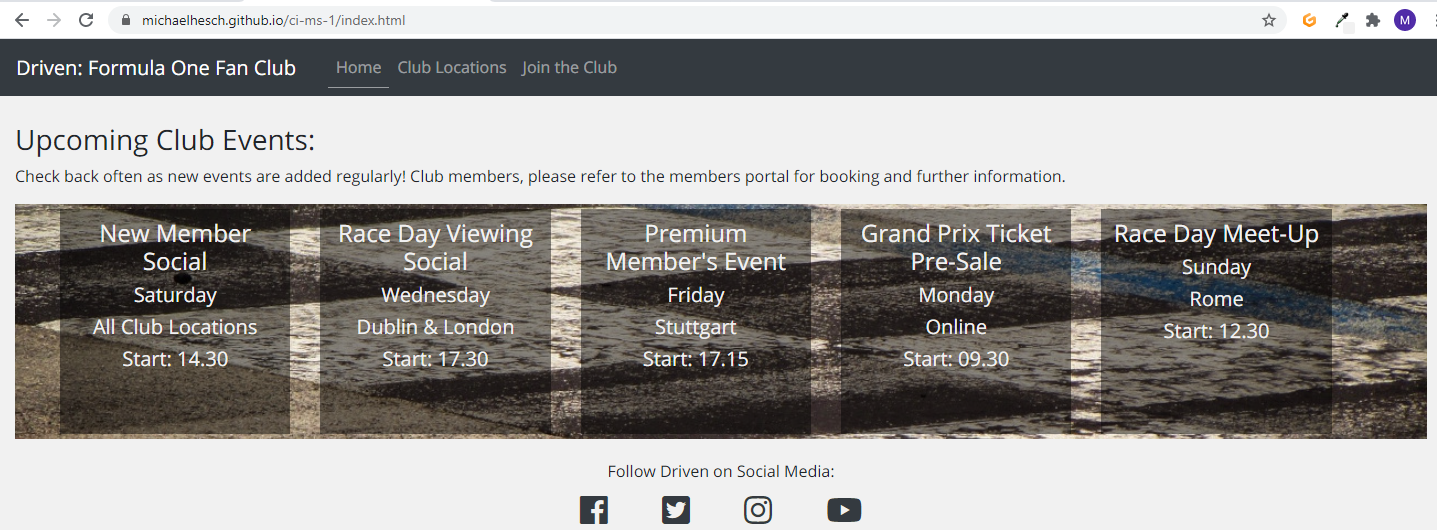 michaelhesch.github.io/ci-ms-1/index.html
M
Driven: Formula One Fan Club
Home
Club Locations
Join the Club
Upcoming Club Events:
Check back often as new events are added regularly! Club members, please refer to the members portal for booking and further information.
New Member
Social
Saturday
All Club Locations
Start: 14.30
Race Day Viewing
Social
Wednesday
Dublin & London
Start: 17.30
Premium
Member's Event
Friday
Stuttgart
Start: 17.15
Grand Prix Ticket
Pre-Sale
Monday
Online
Start: 09.30
Race Day Meet-Up
Sunday
Rome
Start: 12.30
Follow Driven on Social Media: